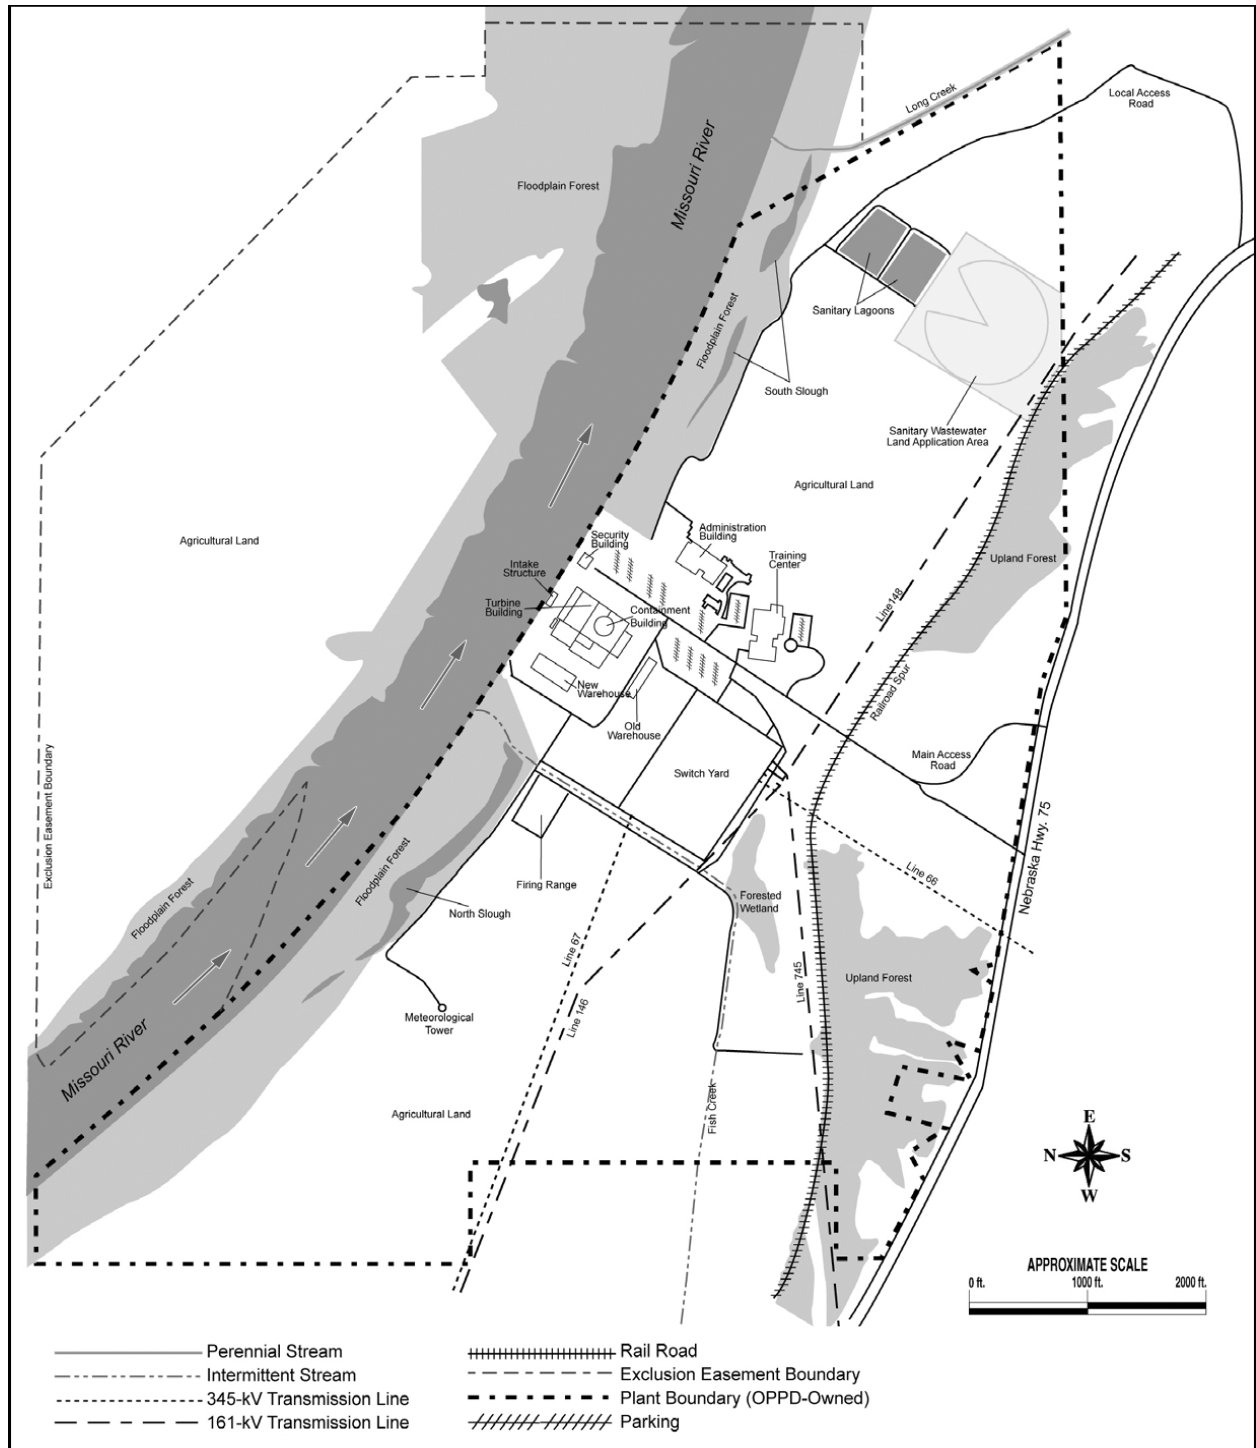 Long Creek
Local Access
Road
Missouri River
Floodplain Forest
Sanitary Lagoons
Floodplain Forest
South Slough
Sanitary Wastewater
Land Application Area
Agricultural Land
Agricultural Land
Security
Building
Administration
Building
Training
Center
Intake
Structure
Upland Forest
Turbine
Building
Containment
Building
Line148
New
Warehouse
Old
Warehouse
Railroad Spur
Main Access
Road
Switch Yard
Exclusion Easement Boundary
Nebraska Hwy. 75
Floodplain Forest
Floodplain Forest
Firing Range
Line 66
Forested
Wetland
North Slough
Line 67
Upland Forest
Line 745
Line 146
Meteorological
Tower
Missouri River
Agricultural Land
Fish Creek
E
N
S
W
APPROXIMATE SCALE
0 ft. 1000 ft. 2000 ft.
Perennial Stream
Intermittent Stream
345-kV Transmission Line
161-kV Transmission Line
Rail Road
Exclusion Easement Boundary
Plant Boundary (OPPD-Owned)
Parking